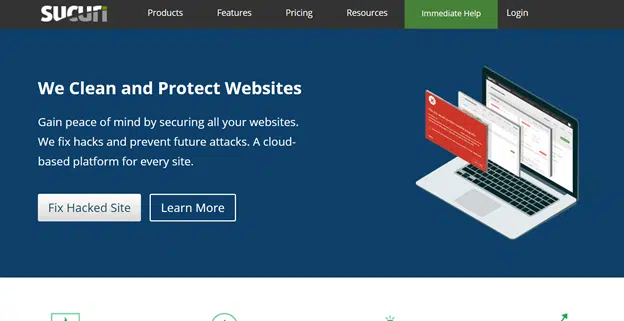 SUCURI
Products Features Pricing Resources Immediate Help Login
We Clean and Protect Websites
Gain peace of mind by securing all your websites.
We fix hacks and prevent future attacks. A cloud-
based platform for every site.
Fix Hacked Site Learn More